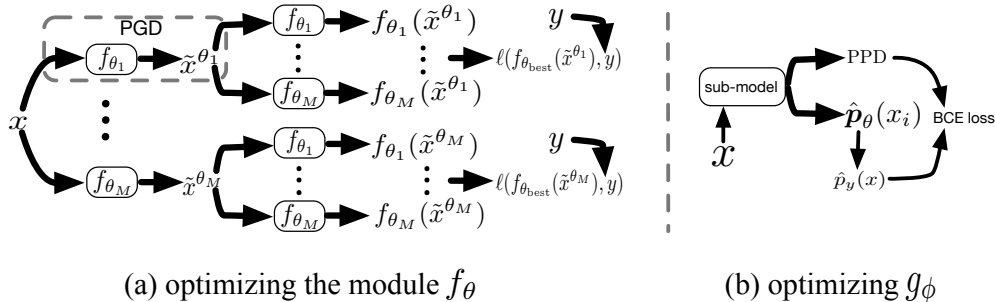 PGD
x
f_{θ_1}
x̃^{θ_1}
f_{θ_M}
x̃^{θ_M}
f_{θ_1}
f_{θ_1}(x̃^{θ_1})
f_{θ_M}
f_{θ_M}(x̃^{θ_1})
y
ℓ(f_{θ_best}(x̃^{θ_1}), y)
f_{θ_1}
f_{θ_1}(x̃^{θ_M})
f_{θ_M}
f_{θ_M}(x̃^{θ_M})
y
ℓ(f_{θ_best}(x̃^{θ_M}), y)
(a) optimizing the module f_θ
sub-model
x
PPD
p̂_θ(x_i)
p̂_y(x)
BCE loss
(b) optimizing g_ϕ